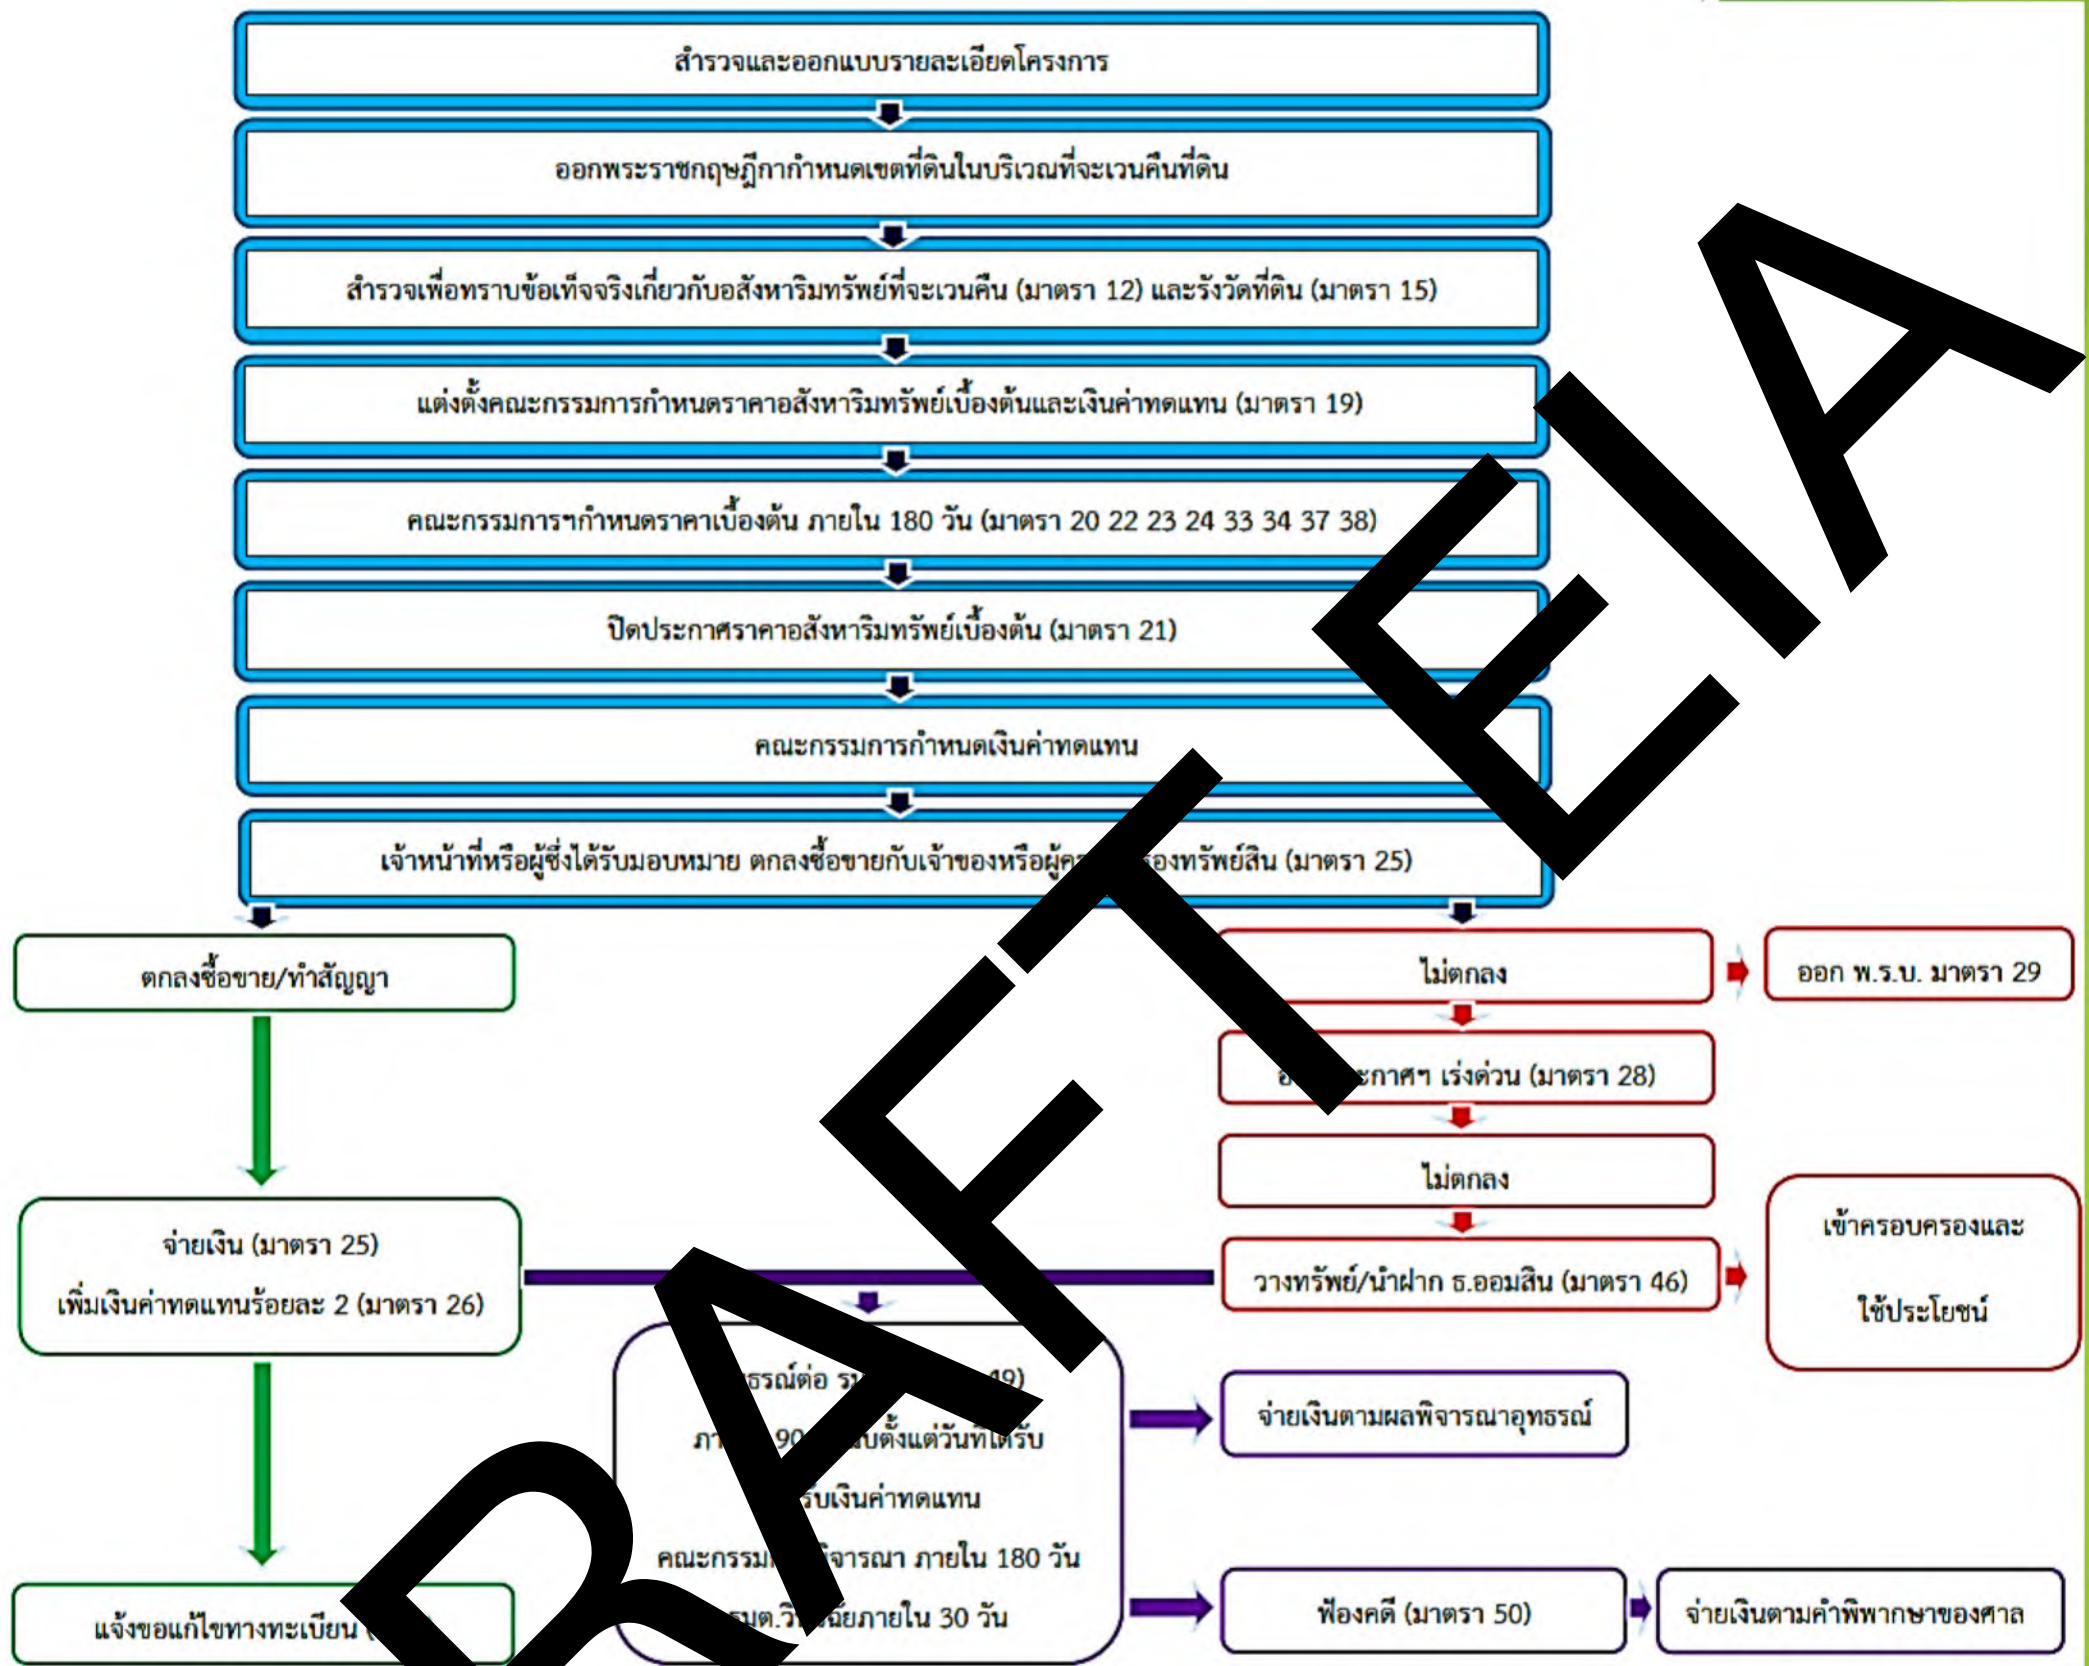 สำรวจและออกแบบรายละเอียดโครงการ
ออกพระราชกฤษฎีกากำหนดเขตที่ดินในบริเวณที่จะเวนคืนที่ดิน
สำรวจเพื่อทราบข้อเท็จจริงเกี่ยวกับอสังหาริมทรัพย์ที่จะเวนคืน (มาตรา 12) และรังวัดที่ดิน (มาตรา 15)
แต่งตั้งคณะกรรมการกำหนดราคาอสังหาริมทรัพย์เบื้องต้นและเงินค่าทดแทน (มาตรา 19)
คณะกรรมการฯกำหนดราคาเบื้องต้น ภายใน 180 วัน (มาตรา 20 22 23 24 33 34 37 38)
ปิดประกาศราคาอสังหาริมทรัพย์เบื้องต้น (มาตรา 21)
คณะกรรมการกำหนดเงินค่าทดแทน
เจ้าหน้าที่หรือผู้ซึ่งได้รับมอบหมาย ตกลงซื้อขายกับเจ้าของหรือ ทรัพย์สิน (มาตรา 25)
ตกลงซื้อขาย/ทำสัญญา
ไม่ตกลง
ออก พ.ร.บ. มาตรา 29
เร่งด่วน (มาตรา 28)
ไม่ตกลง
จ่ายเงิน (มาตรา 25)
เพิ่มเงินค่าทดแทนร้อยละ 2 (มาตรา 26)
วางทรัพย์/นำฝาก ธ.ออมสิน (มาตรา 46)
เข้าครอบครองและ
ใช้ประโยชน์
ต่อ 49)
90 ตั้งแต่วันที่ได้รับ
รับเงินค่าทดแทน
ภายใน 180 วัน
ภายใน 30 วัน
จ่ายเงินตามผลพิจารณาอุทธรณ์
ฟ้องคดี (มาตรา 50)
จ่ายเงินตามคำพิพากษาของศาล
แจ้งขอแก้ไขทางทะเบียน
RAFT EIA